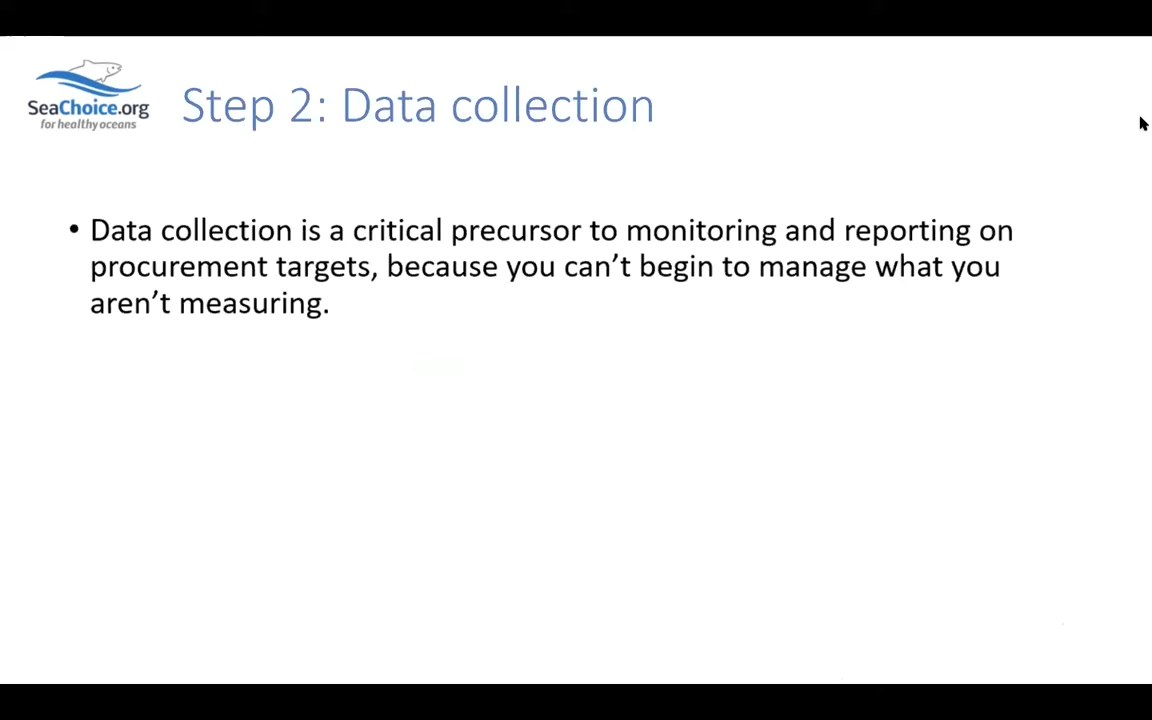 SeaChoice.org
for healthy oceans
Step 2: Data collection
• Data collection is a critical precursor to monitoring and reporting on
procurement targets, because you can’t begin to manage what you
aren’t measuring.